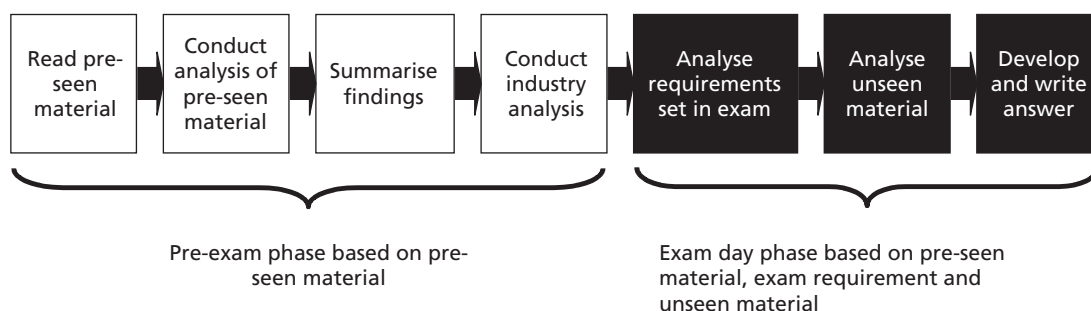 Read pre-
seen
material
Conduct
analysis of
pre-seen
material
Summarise
findings
Conduct
industry
analysis
Analyse
requirements
set in exam
Analyse
unseen
material
Develop
and write
answer
Pre-exam phase based on pre-
seen material
Exam day phase based on pre-seen
material, exam requirement and
unseen material